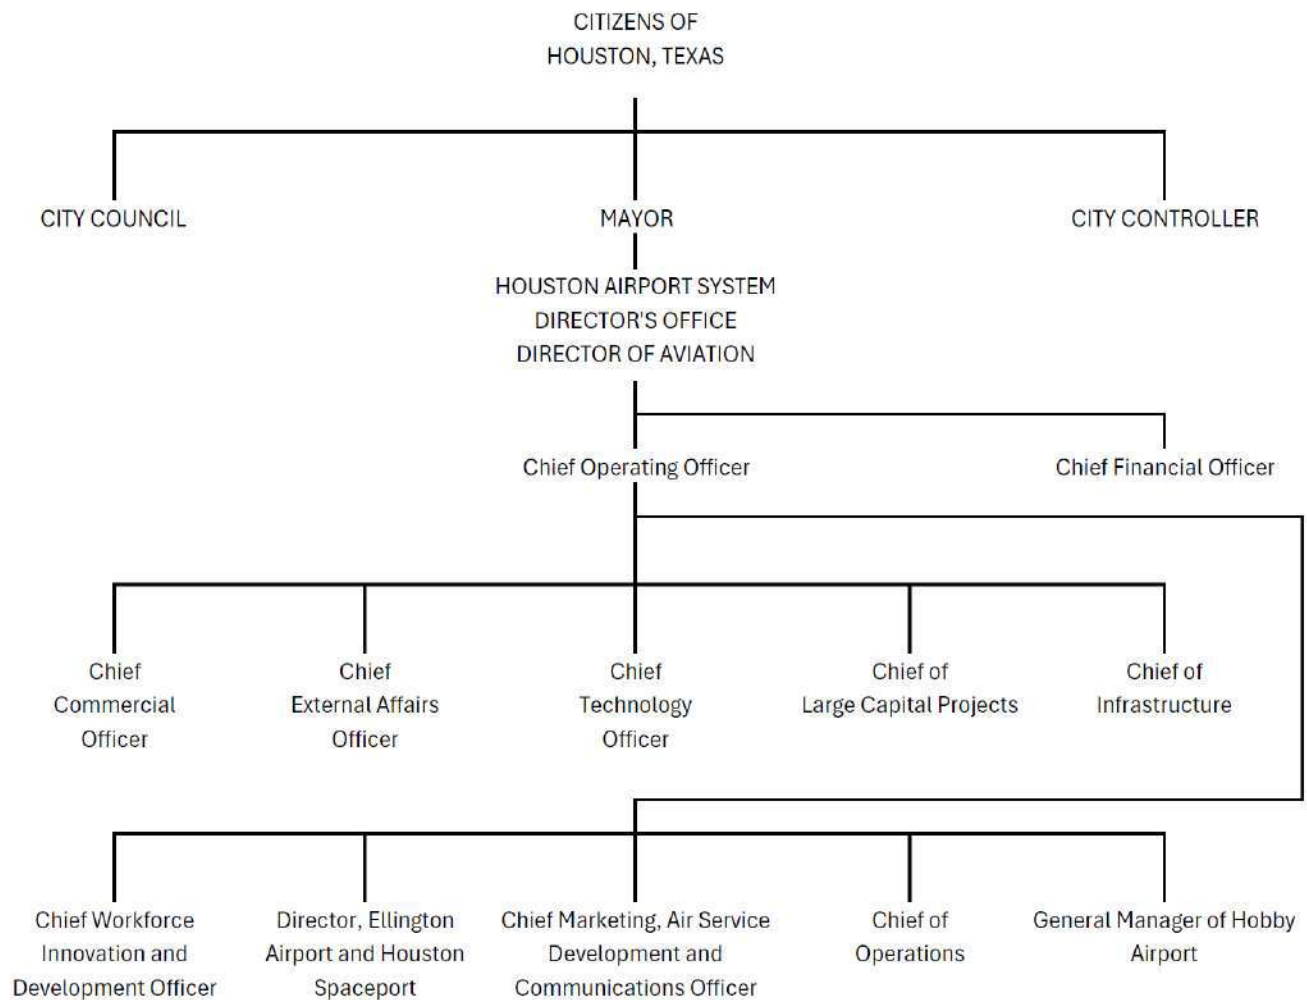 CITIZENS OF
HOUSTON, TEXAS
CITY COUNCIL
MAYOR
CITY CONTROLLER
HOUSTON AIRPORT SYSTEM
DIRECTOR'S OFFICE
DIRECTOR OF AVIATION
Chief Operating Officer
Chief Financial Officer
Chief
Commercial
Officer
Chief
External Affairs
Officer
Chief
Technology
Officer
Chief of
Large Capital Projects
Chief of
Infrastructure
Chief Workforce
Innovation and
Development Officer
Director, Ellington
Airport and Houston
Spaceport
Chief Marketing, Air Service
Development and
Communications Officer
Chief of
Operations
General Manager of Hobby
Airport